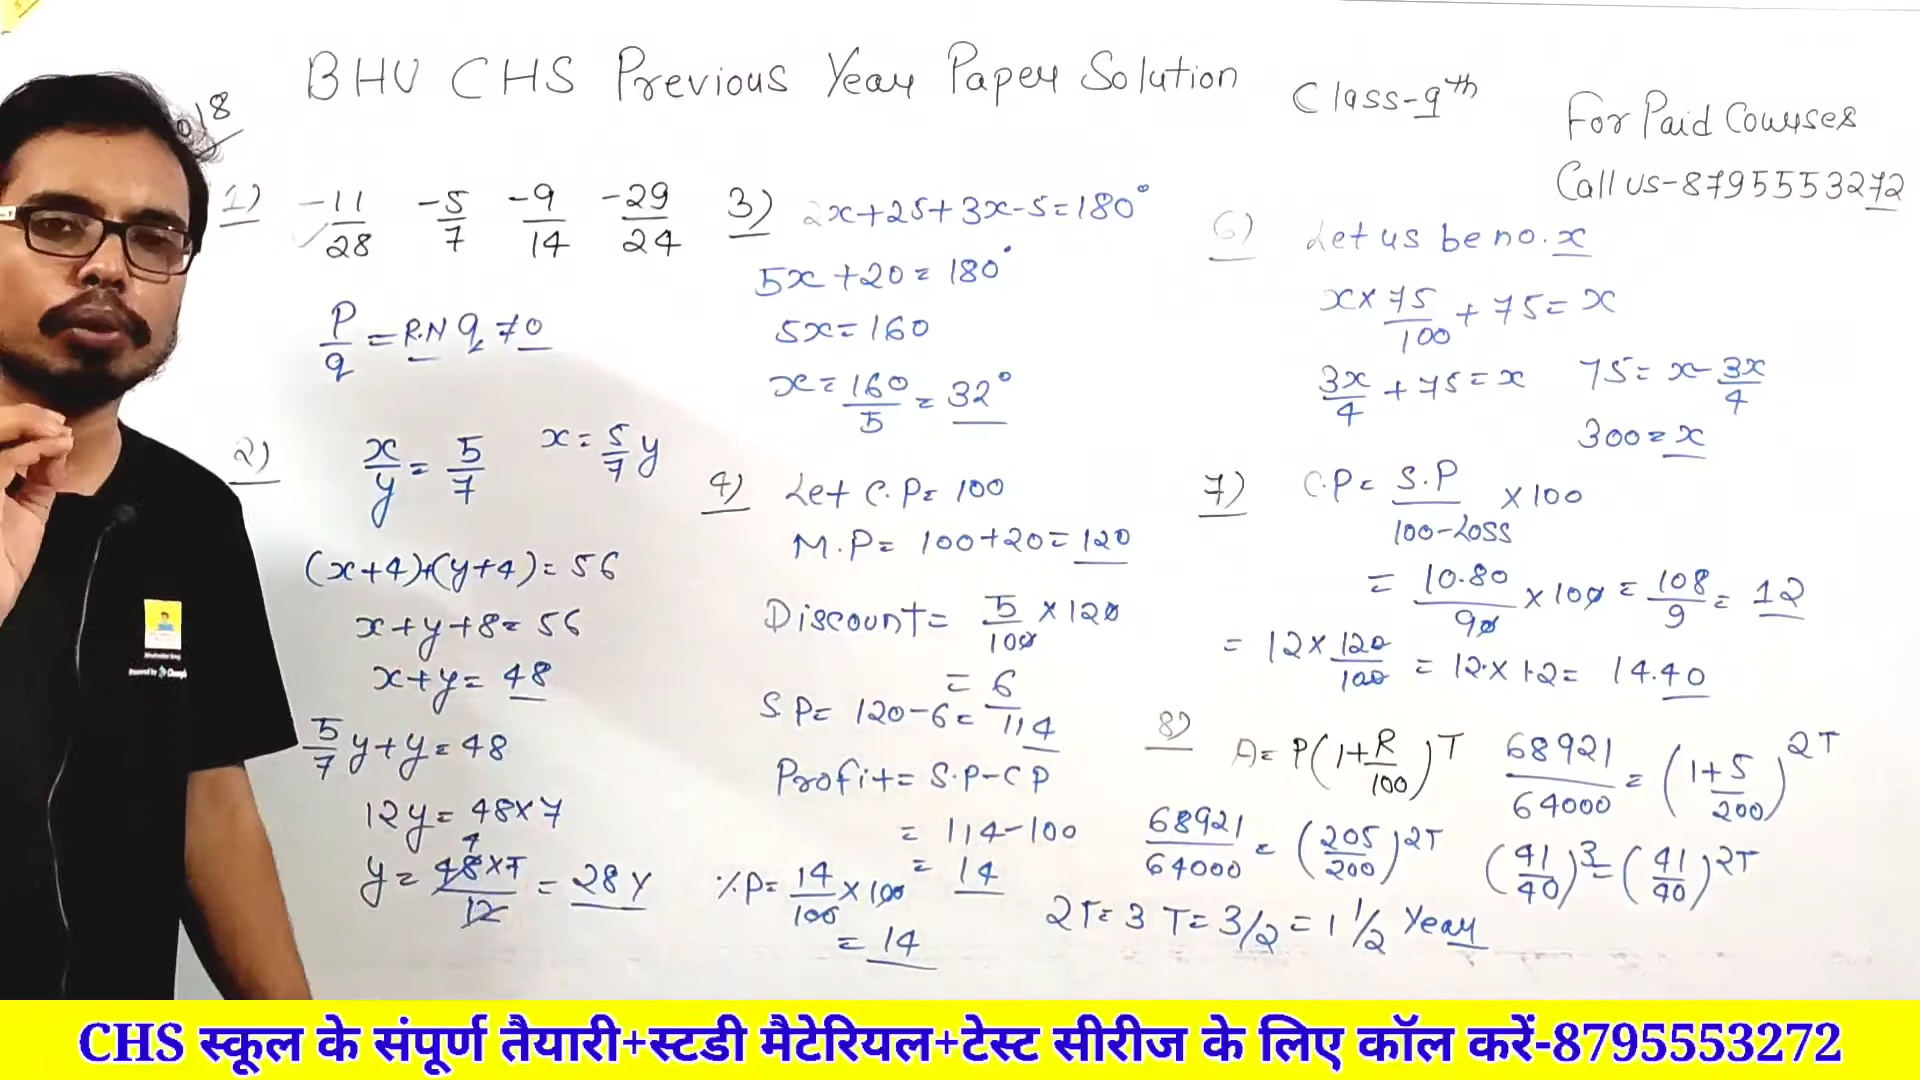 BHU CHS Previous Year Paper Solution
Class-9th
For Paid Courses
Call us-8795553272
018
1) -11/28 -5/7 -9/14 -29/24
P/q = R.N q ≠ 0
2) x/y = 5/7 x = 5/7 y
(x+4)+(y+4) = 56
x+y+8 = 56
x+y = 48
5/7 y + y = 48
12y = 48×7
y = 48×7/12 = 28 Y
3) 2x+25+3x-5=180°
5x+20 = 180°
5x = 160
x = 160/5 = 32°
4) Let C.P = 100
M.P = 100+20 = 120
Discount = 5/100 × 120
= 6
S.P = 120-6 = 114
Profit = S.P-C P
= 114-100
= 14
%P = 14/100 × 100
= 14
6) Let us be no. x
x × 75/100 + 75 = x
3x/4 + 75 = x 75 = x - 3x/4
300 = x
7) C.P = S.P/100-Loss × 100
= 10.80/90 × 100 = 108/9 = 12
= 12 × 120/100 = 12 × 1.2 = 14.40
8) A = P(1+R/100)^T 68921/64000 = (1+5/200)^2T
68921/64000 = (205/200)^2T (41/40)^3 = (41/40)^2T
2T = 3 T = 3/2 = 1 1/2 Year
CHS स्कूल के संपूर्ण तैयारी+स्टडी मैटेरियल+टेस्ट सीरीज के लिए कॉल करें-8795553272